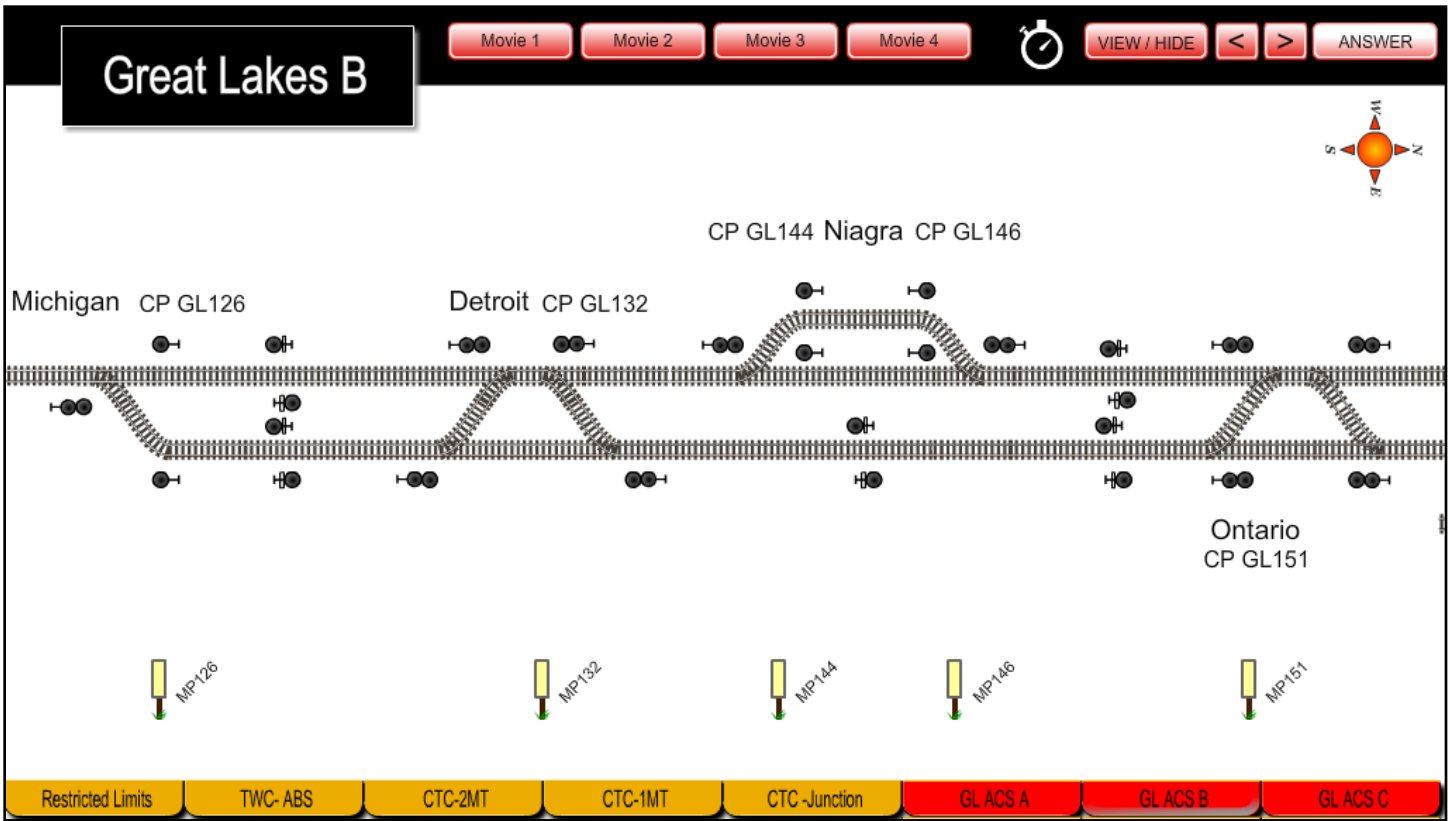 Great Lakes B
Movie 1
Movie 2
Movie 3
Movie 4
VIEW / HIDE
<
>
ANSWER
W
S
N
E
CP GL144 Niagra CP GL146
Michigan CP GL126
Detroit CP GL132
Ontario
CP GL151
MP126
MP132
MP144
MP146
MP151
Restricted Limits
TWC- ABS
CTC-2MT
CTC-1MT
CTC -Junction
GL ACS A
GL ACS B
GL ACS C